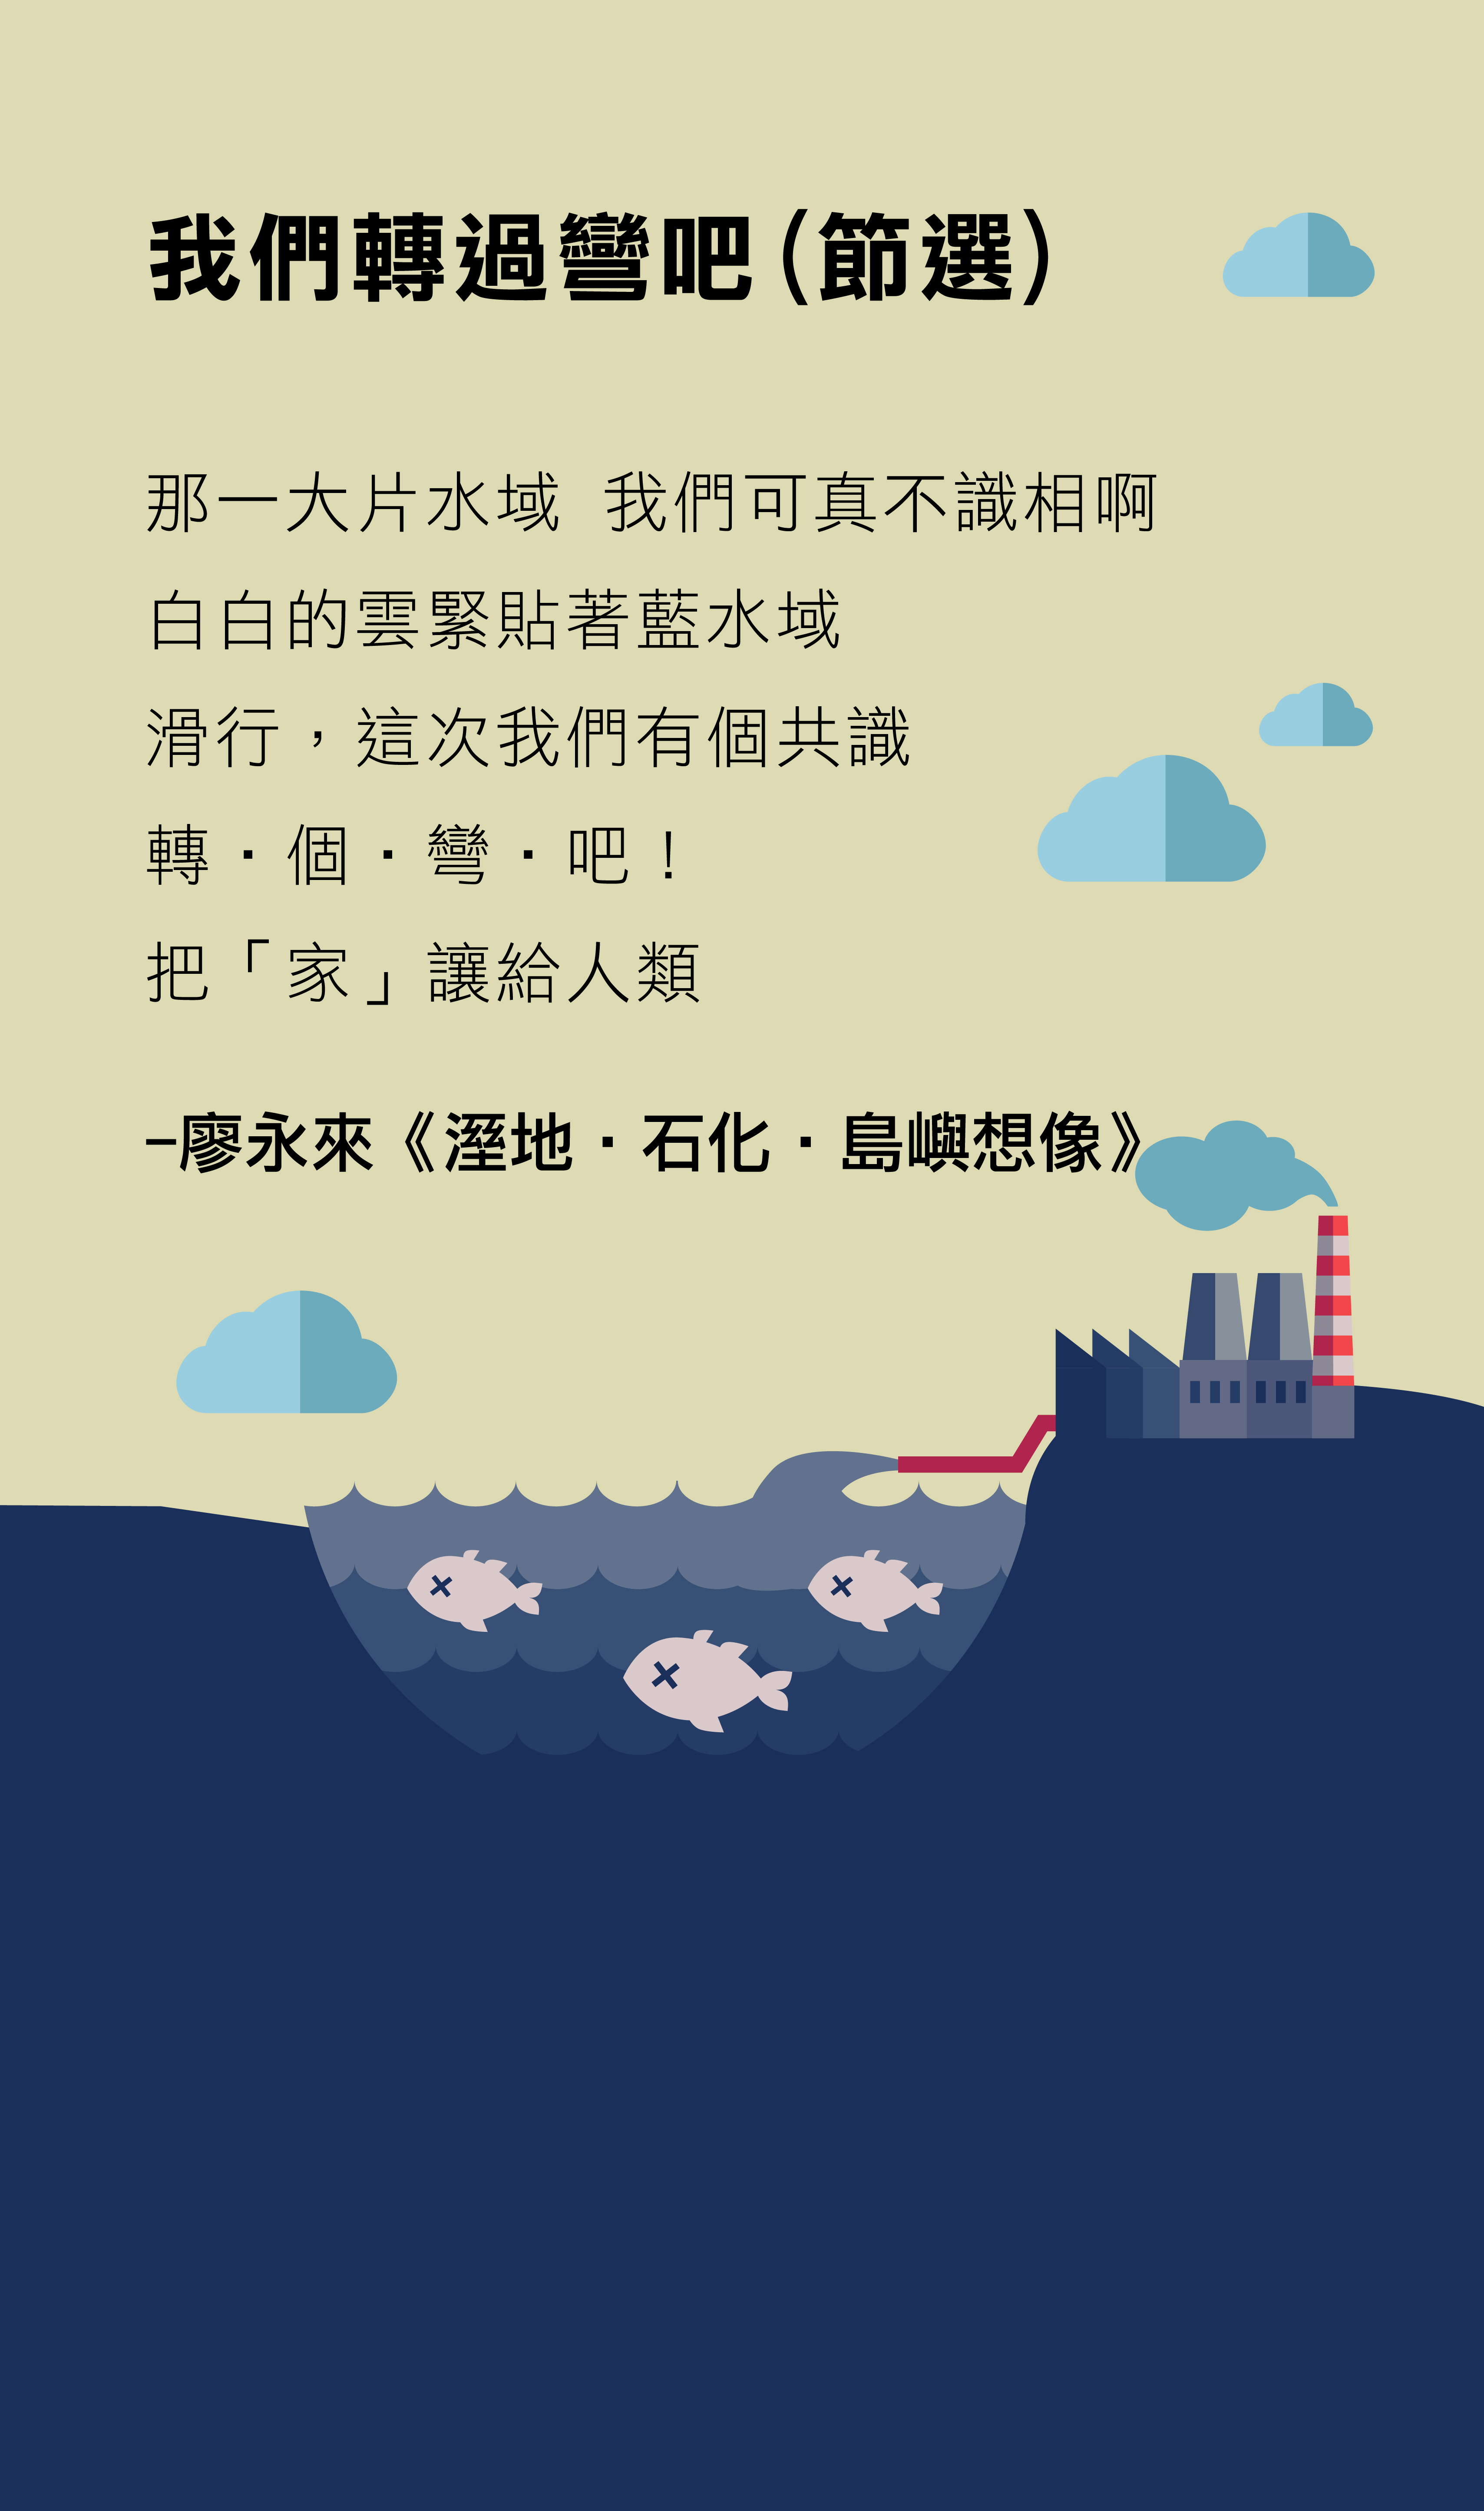 我們轉過彎吧(節選)
那一大片水域 我們可真不識相啊
白白的雲緊貼著藍水域
滑行，這次我們有個共識
轉·個·彎·吧！
把「家」讓給人類
–廖永來《溼地·石化·島嶼想像》